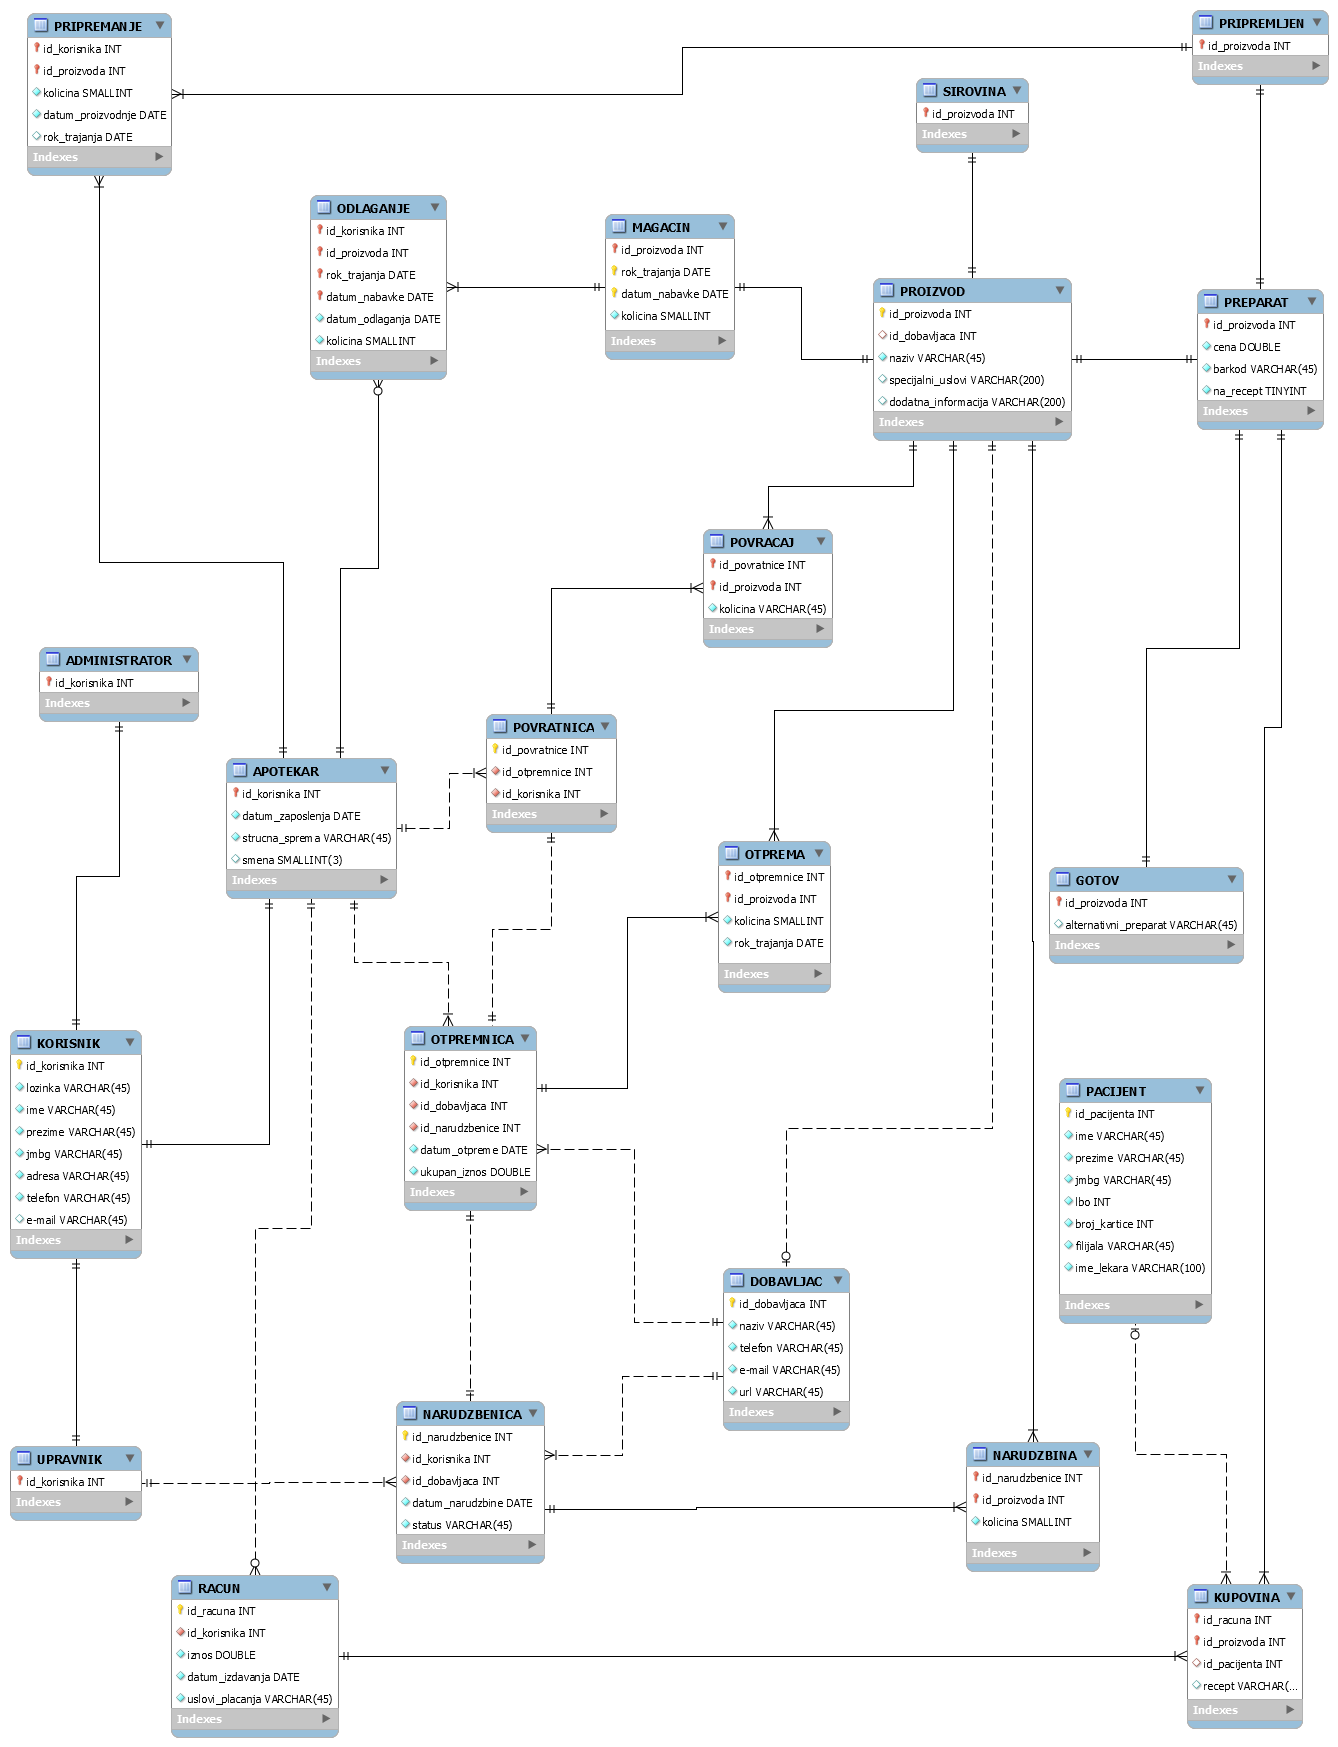 PRIPREMANJE
id_korisnika INT
id_proizvoda INT
kolicina SMALLINT
datum_proizvodnje DATE
rok_trajanja DATE
Indexes
PRIPREMLJEN
id_proizvoda INT
Indexes
SIROVINA
id_proizvoda INT
Indexes
ODLAGANJE
id_korisnika INT
id_proizvoda INT
rok_trajanja DATE
datum_nabavke DATE
datum_odlaganja DATE
kolicina SMALLINT
Indexes
MAGACIN
id_proizvoda INT
rok_trajanja DATE
datum_nabavke DATE
kolicina SMALLINT
Indexes
PROIZVOD
id_proizvoda INT
id_dobavljaca INT
naziv VARCHAR(45)
specijalni_uslovi VARCHAR(200)
dodatna_informacija VARCHAR(200)
Indexes
PREPARAT
id_proizvoda INT
cena DOUBLE
barkod VARCHAR(45)
na_recept TINYINT
Indexes
POVRACAJ
id_povratnice INT
id_proizvoda INT
kolicina VARCHAR(45)
Indexes
ADMINISTRATOR
id_korisnika INT
Indexes
POVRATNICA
id_povratnice INT
id_otpremnice INT
id_korisnika INT
Indexes
APOTEKAR
id_korisnika INT
datum_zaposlenja DATE
strucna_sprema VARCHAR(45)
smena SMALLINT(3)
Indexes
OTPREMA
id_otpremnice INT
id_proizvoda INT
kolicina SMALLINT
rok_trajanja DATE
Indexes
GOTOV
id_proizvoda INT
alternativni_preparat VARCHAR(45)
Indexes
KORISNIK
id_korisnika INT
lozinka VARCHAR(45)
ime VARCHAR(45)
prezime VARCHAR(45)
jmbg VARCHAR(45)
adresa VARCHAR(45)
telefon VARCHAR(45)
e-mail VARCHAR(45)
Indexes
OTPREMNICA
id_otpremnice INT
id_korisnika INT
id_dobavljaca INT
id_narudzbenice INT
datum_otpreme DATE
ukupan_iznos DOUBLE
Indexes
PACIJENT
id_pacijenta INT
ime VARCHAR(45)
prezime VARCHAR(45)
jmbg VARCHAR(45)
lbo INT
broj_kartice INT
filijala VARCHAR(45)
ime_lekara VARCHAR(100)
Indexes
DOBAVLJAC
id_dobavljaca INT
naziv VARCHAR(45)
telefon VARCHAR(45)
e-mail VARCHAR(45)
url VARCHAR(45)
Indexes
UPRAVNIK
id_korisnika INT
Indexes
NARUDZBENICA
id_narudzbenice INT
id_korisnika INT
id_dobavljaca INT
datum_narudzbine DATE
status VARCHAR(45)
Indexes
NARUDZBINA
id_narudzbenice INT
id_proizvoda INT
kolicina SMALLINT
Indexes
RACUN
id_racuna INT
id_korisnika INT
iznos DOUBLE
datum_izdavanja DATE
uslovi_placanja VARCHAR(45)
Indexes
KUPOVINA
id_racuna INT
id_proizvoda INT
id_pacijenta INT
recept VARCHAR(...
Indexes